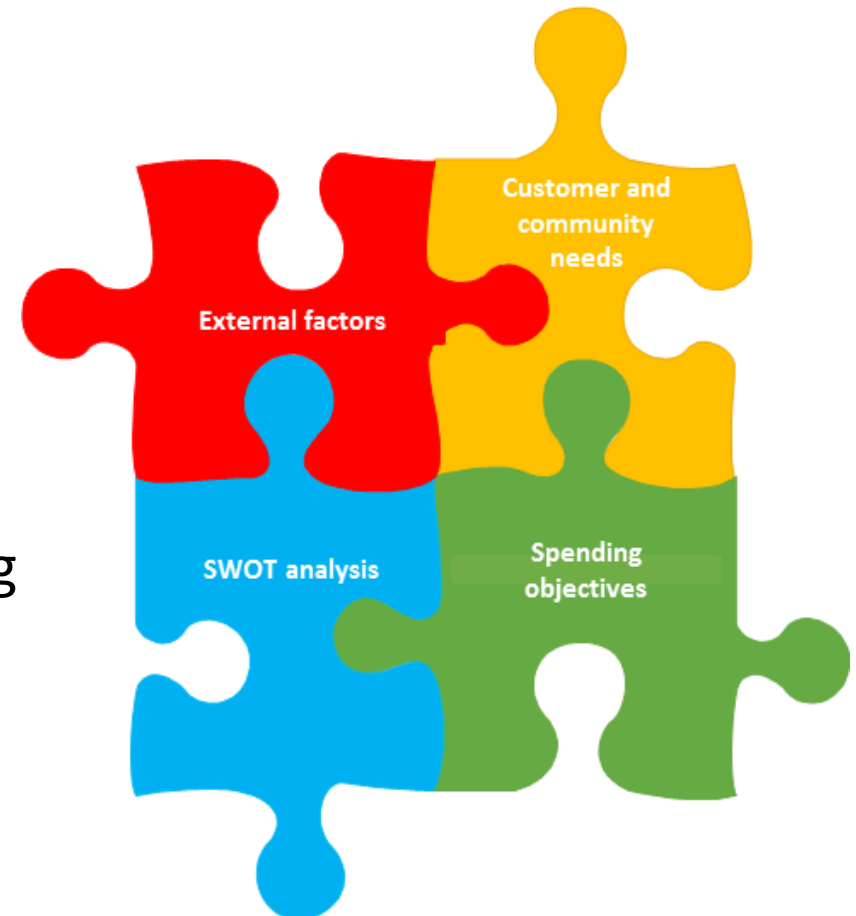 Customer and
community
needs
External factors
g
SWOT analysis
Spending
objectives